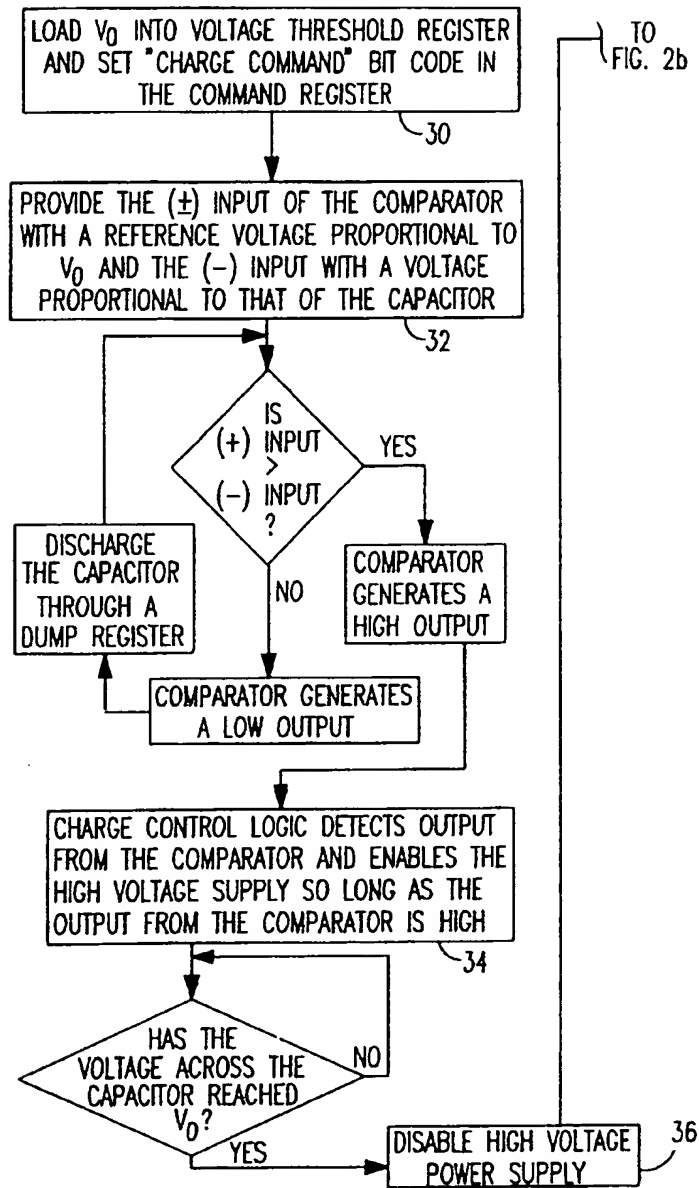 LOAD V0 INTO VOLTAGE THRESHOLD REGISTER
AND SET "CHARGE COMMAND" BIT CODE IN
THE COMMAND REGISTER
30
TO
FIG. 2b
PROVIDE THE (±) INPUT OF THE COMPARATOR
WITH A REFERENCE VOLTAGE PROPORTIONAL TO
V0 AND THE (−) INPUT WITH A VOLTAGE
PROPORTIONAL TO THAT OF THE CAPACITOR
32
IS
(+) INPUT
>
(−) INPUT
?
YES
NO
DISCHARGE
THE CAPACITOR
THROUGH A
DUMP REGISTER
COMPARATOR
GENERATES A
HIGH OUTPUT
COMPARATOR GENERATES
A LOW OUTPUT
CHARGE CONTROL LOGIC DETECTS OUTPUT
FROM THE COMPARATOR AND ENABLES THE
HIGH VOLTAGE SUPPLY SO LONG AS THE
OUTPUT FROM THE COMPARATOR IS HIGH
34
HAS THE
VOLTAGE ACROSS THE
CAPACITOR REACHED
V0?
NO
YES
DISABLE HIGH VOLTAGE
POWER SUPPLY
36